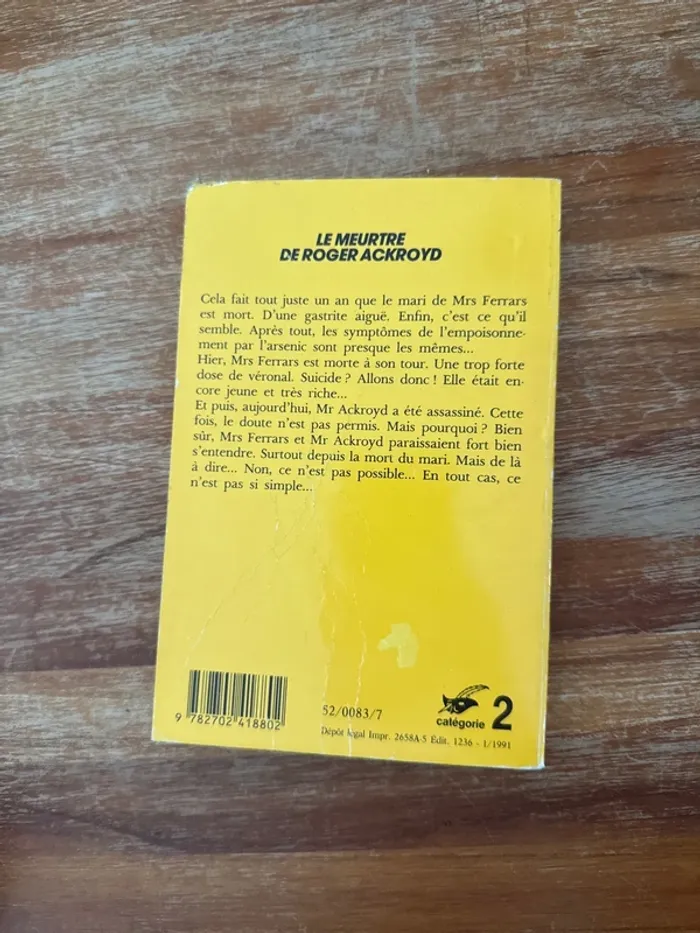 LE MEURTRE
DE ROGER ACKROYD
Cela fait tout juste un an que le mari de Mrs Ferrars
est mort. D'une gastrite aiguë. Enfin, c'est ce qu'il
semble. Après tout, les symptômes de l'empoisonne-
ment par l'arsenic sont presque les mêmes...
Hier, Mrs Ferrars est morte à son tour. Une trop forte
dose de véronal. Suicide ? Allons donc ! Elle était en-
core jeune et très riche...
Et puis, aujourd'hui, Mr Ackroyd a été assassiné. Cette
fois, le doute n'est pas permis. Mais pourquoi ? Bien
sûr, Mrs Ferrars et Mr Ackroyd paraissaient fort bien
s'entendre. Surtout depuis la mort du mari. Mais de là
à dire... Non, ce n'est pas possible... En tout cas, ce
n'est pas si simple...
9 782702 418802
52/0083/7
catégorie 2
Dépôt légal Impr. 2658A-5 Édit. 1236 - 1/1991